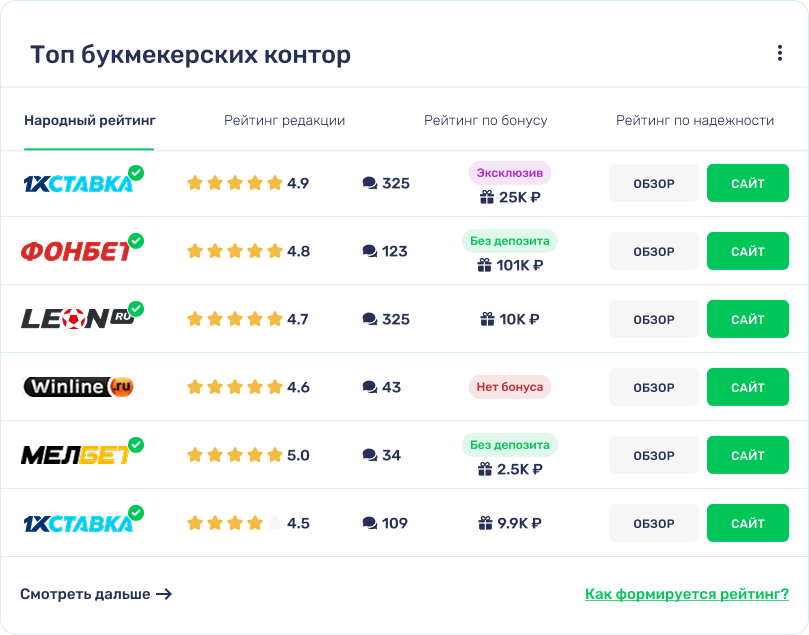 Топ букмекерских контор
Народный рейтинг Рейтинг редакции Рейтинг по бонусу Рейтинг по надежности
1ХСТАВКА 4.9 325 Эксклюзив 25K ₽ ОБЗОР САЙТ
ФОНБЕТ 4.8 123 Без депозита 101K ₽ ОБЗОР САЙТ
LEON RU 4.7 325 10K ₽ ОБЗОР САЙТ
Winline .ru 4.6 43 Нет бонуса ОБЗОР САЙТ
МЕЛБЕТ 5.0 34 Без депозита 2.5K ₽ ОБЗОР САЙТ
1ХСТАВКА 4.5 109 9.9K ₽ ОБЗОР САЙТ
Смотреть дальше → Как формируется рейтинг?